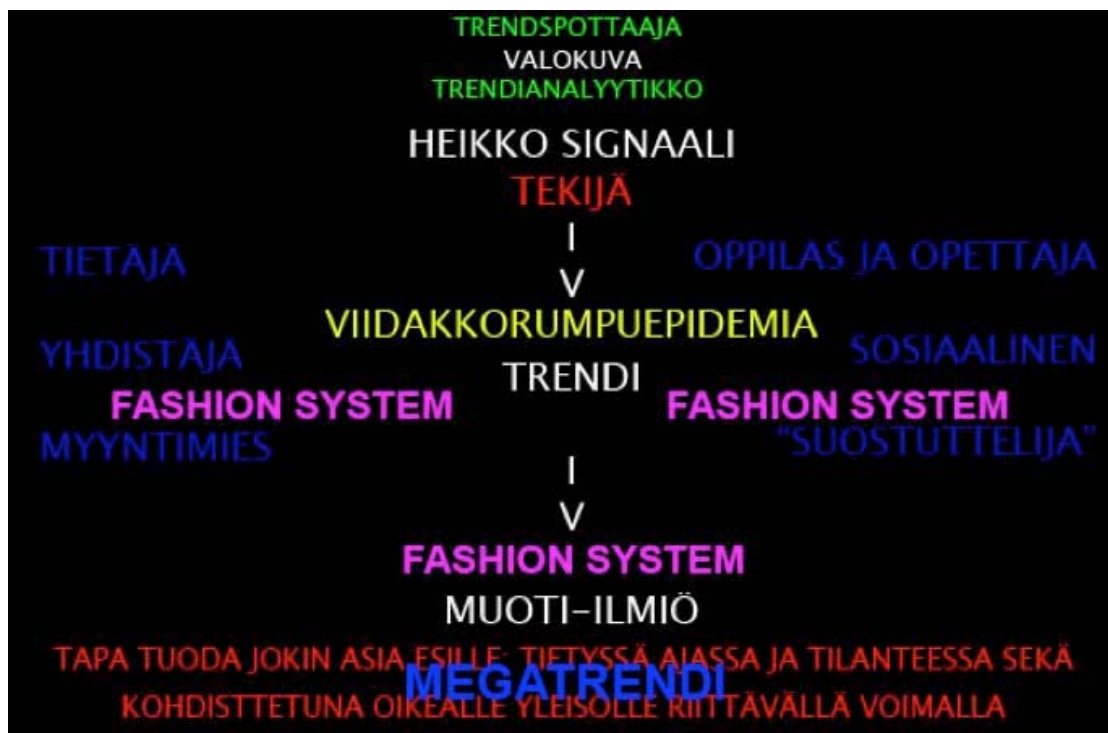 TRENDSPOTTAAJA
VALOKUVA
TRENDIANALYYTIKKO
HEIKKO SIGNAALI
TEKIJÄ
I
V
TIETÄJÄ
OPPILAS JA OPETTAJA
VIIDAKKORUMPUEPIDEMIA
YHDISTÄJÄ
SOSIAALINEN
TRENDI
FASHION SYSTEM
FASHION SYSTEM
MYYNTIMIES
"SUOSTUTTELIJA"
I
V
FASHION SYSTEM
MUOTI-ILMIÖ
TAPA TUODA JOKIN ASIA ESILLE: TIETYSSÄ AJASSA JA TILANTEESSA SEKÄ
MEGATRENDI
KOHDISTTETUNA OIKEALLE YLEISÖLLE RIITTÄVÄLLÄ VOIMALLA